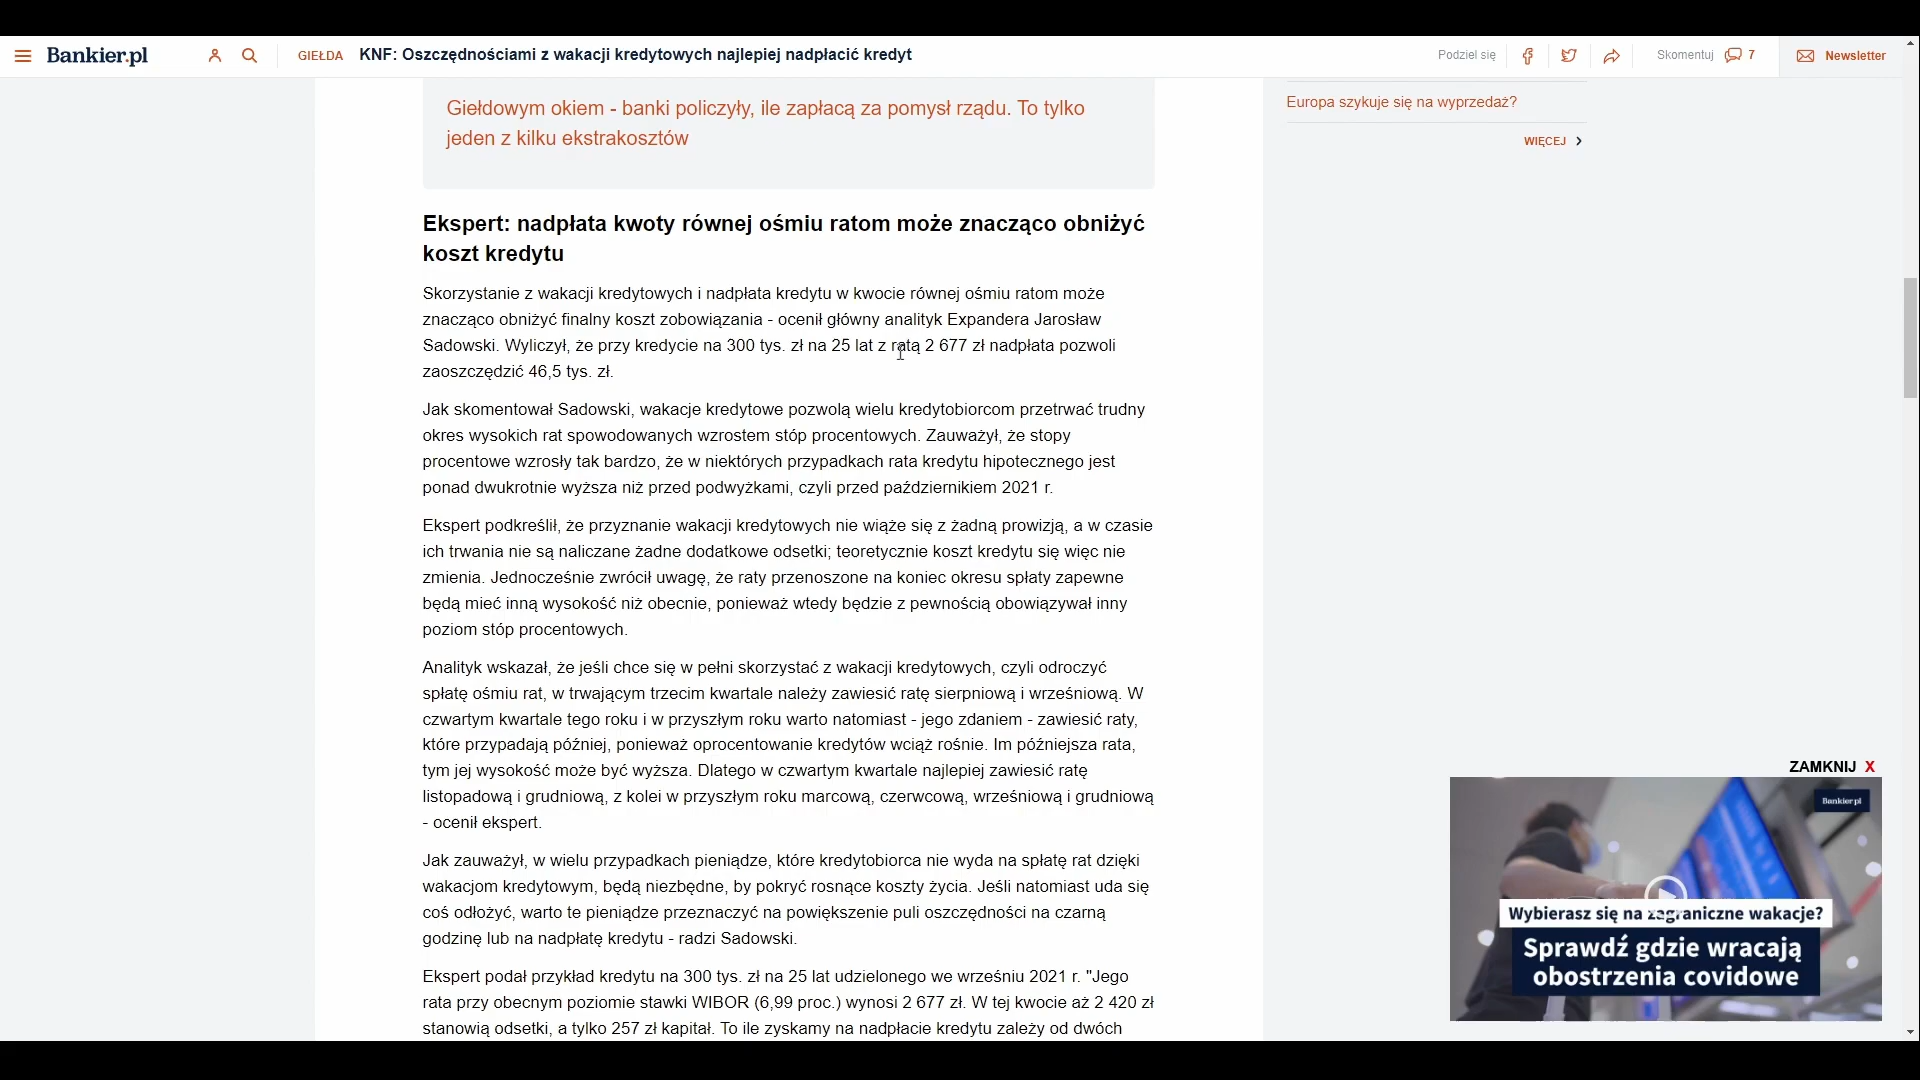 Bankier.pl
GIEŁDA KNF: Oszczędnościami z wakacji kredytowych najlepiej nadpłacić kredyt
Podziel się
Skomentuj 7
Newsletter
Giełdowym okiem - banki policzyły, ile zapłacą za pomysł rządu. To tylko
jeden z kilku ekstrakosztów
Europa szykuje się na wyprzedaż?
WIĘCEJ
Ekspert: nadpłata kwoty równej ośmiu ratom może znacząco obniżyć
koszt kredytu
Skorzystanie z wakacji kredytowych i nadpłata kredytu w kwocie równej ośmiu ratom może
znacząco obniżyć finalny koszt zobowiązania - ocenił główny analityk Expandera Jarosław
Sadowski. Wyliczył, że przy kredycie na 300 tys. zł na 25 lat z ratą 2 677 zł nadpłata pozwoli
zaoszczędzić 46,5 tys. zł.
Jak skomentował Sadowski, wakacje kredytowe pozwolą wielu kredytobiorcom przetrwać trudny
okres wysokich rat spowodowanych wzrostem stóp procentowych. Zauważył, że stopy
procentowe wzrosły tak bardzo, że w niektórych przypadkach rata kredytu hipotecznego jest
ponad dwukrotnie wyższa niż przed podwyżkami, czyli przed październikiem 2021 r.
Ekspert podkreślił, że przyznanie wakacji kredytowych nie wiąże się z żadną prowizją, a w czasie
ich trwania nie są naliczane żadne dodatkowe odsetki; teoretycznie koszt kredytu się więc nie
zmienia. Jednocześnie zwrócił uwagę, że raty przenoszone na koniec okresu spłaty zapewne
będą mieć inną wysokość niż obecnie, ponieważ wtedy będzie z pewnością obowiązywał inny
poziom stóp procentowych.
Analityk wskazał, że jeśli chce się w pełni skorzystać z wakacji kredytowych, czyli odroczyć
spłatę ośmiu rat, w trwającym trzecim kwartale należy zawiesić ratę sierpniową i wrześniową. W
czwartym kwartale tego roku i w przyszłym roku warto natomiast - jego zdaniem - zawiesić raty,
które przypadają później, ponieważ oprocentowanie kredytów wciąż rośnie. Im późniejsza rata,
tym jej wysokość może być wyższa. Dlatego w czwartym kwartale najlepiej zawiesić ratę
listopadową i grudniową, z kolei w przyszłym roku marcową, czerwcową, wrześniową i grudniową
- ocenił ekspert.
Jak zauważył, w wielu przypadkach pieniądze, które kredytobiorca nie wyda na spłatę rat dzięki
wakacjom kredytowym, będą niezbędne, by pokryć rosnące koszty życia. Jeśli natomiast uda się
coś odłożyć, warto te pieniądze przeznaczyć na powiększenie puli oszczędności na czarną
godzinę lub na nadpłatę kredytu - radzi Sadowski.
Ekspert podał przykład kredytu na 300 tys. zł na 25 lat udzielonego we wrześniu 2021 r. "Jego
rata przy obecnym poziomie stawki WIBOR (6,99 proc.) wynosi 2 677 zł. W tej kwocie aż 2 420 zł
stanowią odsetki, a tylko 257 zł kapitał. To ile zyskamy na nadpłacie kredytu zależy od dwóch
ZAMKNIJ X
Bankier.pl
Wybierasz się na zagraniczne wakacje?
Sprawdź gdzie wracają
obostrzenia covidowe